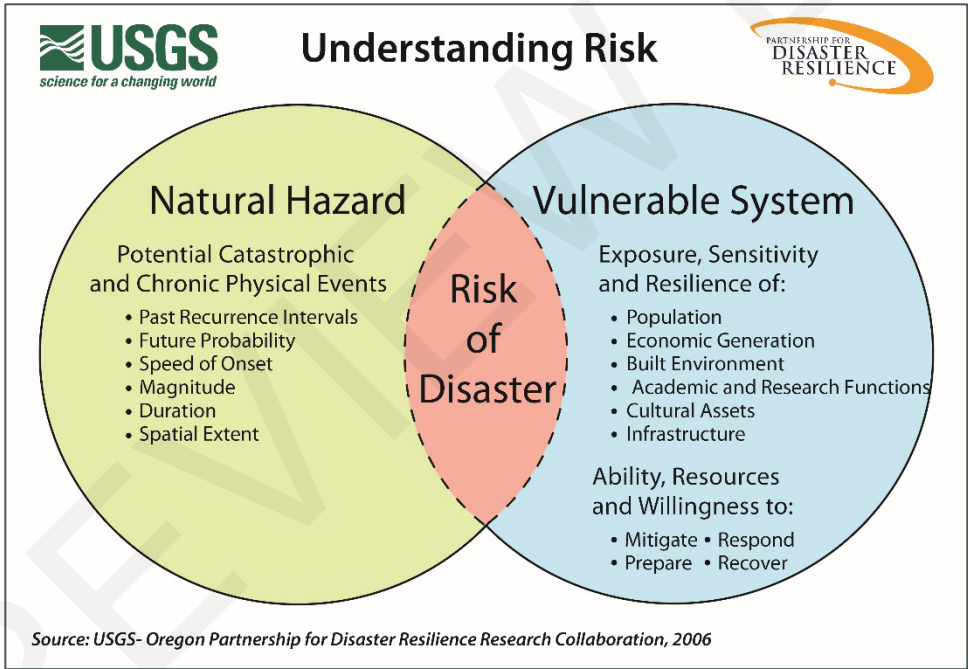 USGS
science for a changing world
Understanding Risk
PARTNERSHIP FOR
DISASTER
RESILIENCE
Natural Hazard
Potential Catastrophic
and Chronic Physical Events
• Past Recurrence Intervals
• Future Probability
• Speed of Onset
• Magnitude
• Duration
• Spatial Extent
Risk
of
Disaster
Vulnerable System
Exposure, Sensitivity
and Resilience of:
• Population
• Economic Generation
• Built Environment
• Academic and Research Functions
• Cultural Assets
• Infrastructure
Ability, Resources
and Willingness to:
• Mitigate • Respond
• Prepare • Recover
Source: USGS- Oregon Partnership for Disaster Resilience Research Collaboration, 2006
PREVIEW